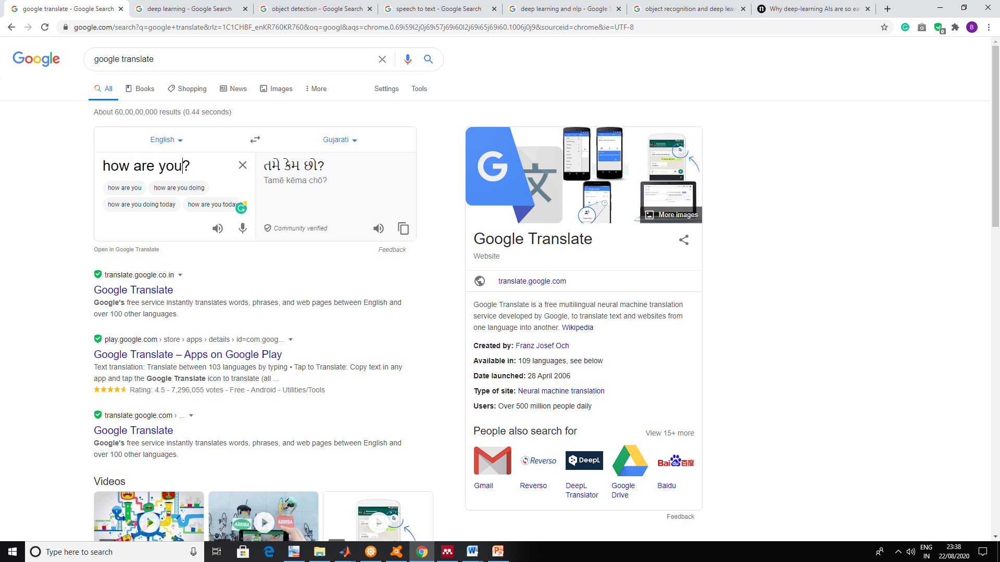 google translate - Google Search
deep learning - Google Search
object detection - Google Search
speech to text - Google Search
deep learning and nlp - Google S
object recognition and deep lear
Why deep-learning AIs are so ea
google.com/search?q=google+translate&rlz=1C1CHBF_enKR760KR760&oq=googl&aqs=chrome.0.69i59l2j0j69i57j69i60l2j69i65j69i60.1006j0j9&sourceid=chrome&ie=UTF-8
0
B
Google
google translate
All
Books
Shopping
News
Images
More
Settings
Tools
About 60,00,00,000 results (0.44 seconds)
English
Gujarati
how are you?
તમે કેમ છો?
Tamē kēma chō?
how are you
how are you doing
how are you doing today
how are you today
Community verified
Open in Google Translate
Feedback
translate.google.co.in
Google Translate
Google's free service instantly translates words, phrases, and web pages between English and
over 100 other languages.
play.google.com › store › apps › details › id=com.goog...
Google Translate – Apps on Google Play
Text translation: Translate between 103 languages by typing • Tap to Translate: Copy text in any
app and tap the Google Translate icon to translate (all ...
Rating: 4.5 - 7,296,055 votes - Free - Android - Utilities/Tools
translate.google.com › ...
Google Translate
Google's free service instantly translates words, phrases, and web pages between English and
over 100 other languages.
Videos
ARRIBA
ARRIBA
G
文
More images
Google Translate
Website
translate.google.com
Google Translate is a free multilingual neural machine translation
service developed by Google, to translate text and websites from
one language into another. Wikipedia
Created by: Franz Josef Och
Available in: 109 languages, see below
Date launched: 28 April 2006
Type of site: Neural machine translation
Users: Over 500 million people daily
People also search for
View 15+ more
Reverso
DeepL
Bai du 百度
Gmail
Reverso
DeepL
Translator
Google
Drive
Baidu
Feedback
Type here to search
ENG
IN
23:38
22/08/2020